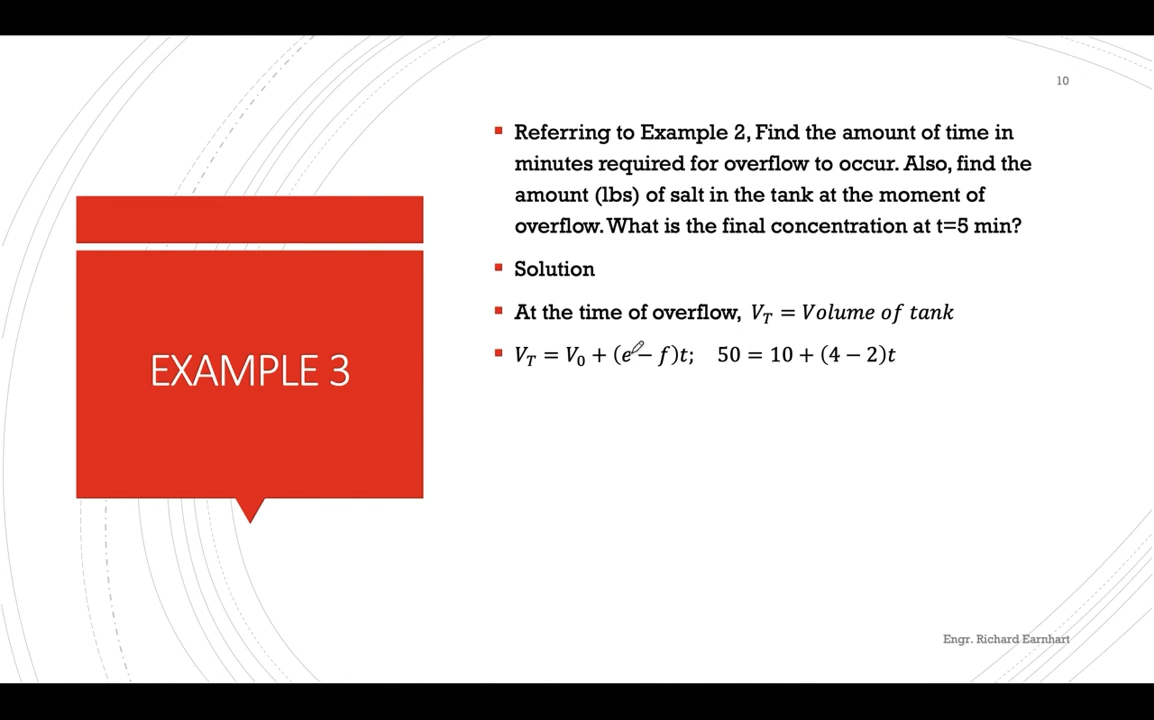 10
EXAMPLE 3
Referring to Example 2, Find the amount of time in
minutes required for overflow to occur. Also, find the
amount (lbs) of salt in the tank at the moment of
overflow. What is the final concentration at t=5 min?
Solution
At the time of overflow, V_T = Volume of tank
V_T = V_0 + (e − f)t; 50 = 10 + (4 − 2)t
Engr. Richard Earnhart